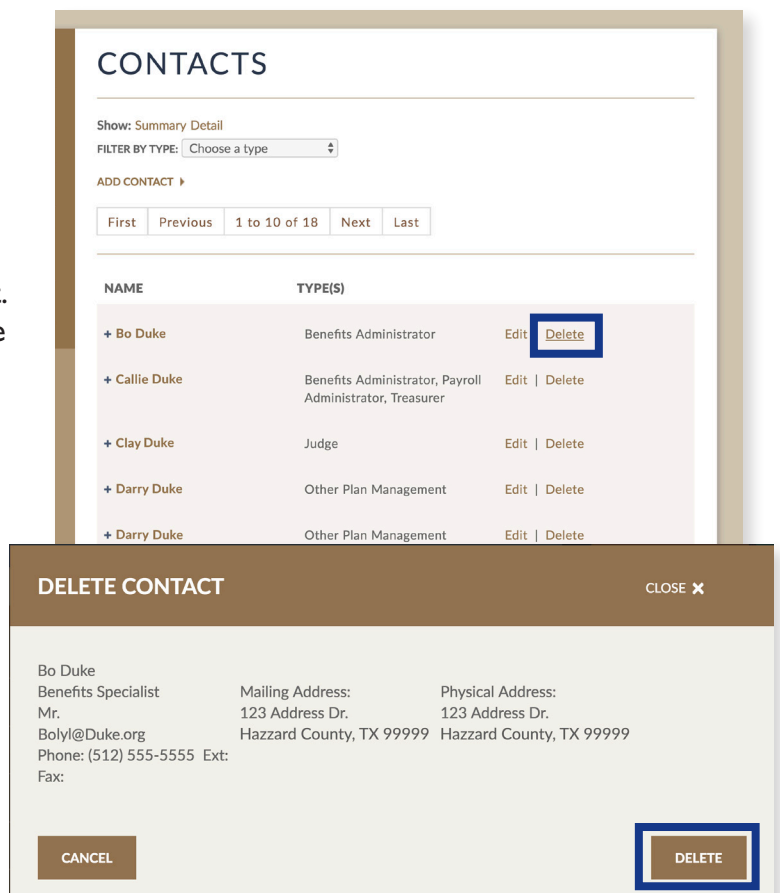 CONTACTS
Show: Summary Detail
FILTER BY TYPE: Choose a type
ADD CONTACT
First Previous 1 to 10 of 18 Next Last
NAME TYPE(S)
+ Bo Duke Benefits Administrator Edit Delete
+ Callie Duke Benefits Administrator, Payroll Edit | Delete
Administrator, Treasurer
+ Clay Duke Judge Edit | Delete
+ Darry Duke Other Plan Management Edit | Delete
+ Darry Duke Other Plan Management Edit | Delete
DELETE CONTACT CLOSE ✖
Bo Duke
Benefits Specialist Mailing Address: Physical Address:
Mr. 123 Address Dr. 123 Address Dr.
Bolyl@Duke.org Hazzard County, TX 99999 Hazzard County, TX 99999
Phone: (512) 555-5555 Ext:
Fax:
CANCEL DELETE